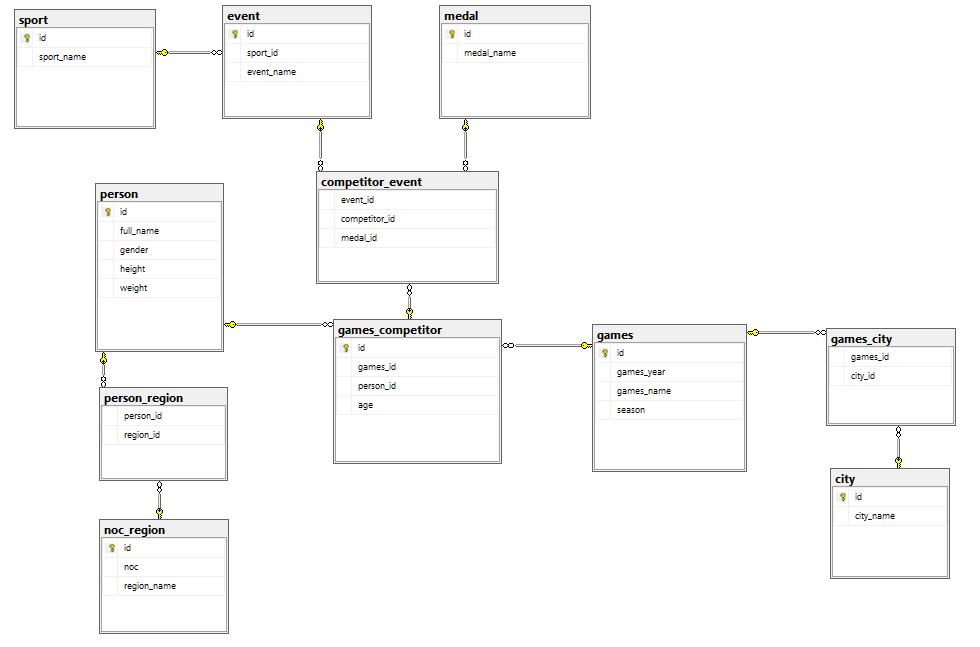 sport
id
sport_name
event
id
sport_id
event_name
medal
id
medal_name
competitor_event
event_id
competitor_id
medal_id
person
id
full_name
gender
height
weight
games_competitor
id
games_id
person_id
age
games
id
games_year
games_name
season
games_city
games_id
city_id
person_region
person_id
region_id
city
id
city_name
noc_region
id
noc
region_name